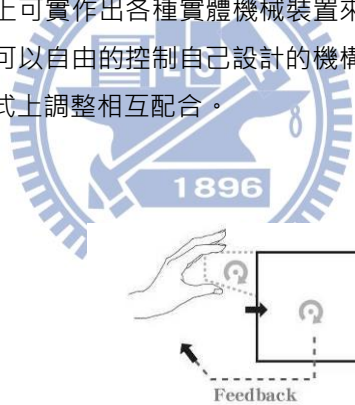 上可實作出各種實體機械裝置來
可以自由的控制自己設計的機構
式上調整相互配合。
1896
Feedback